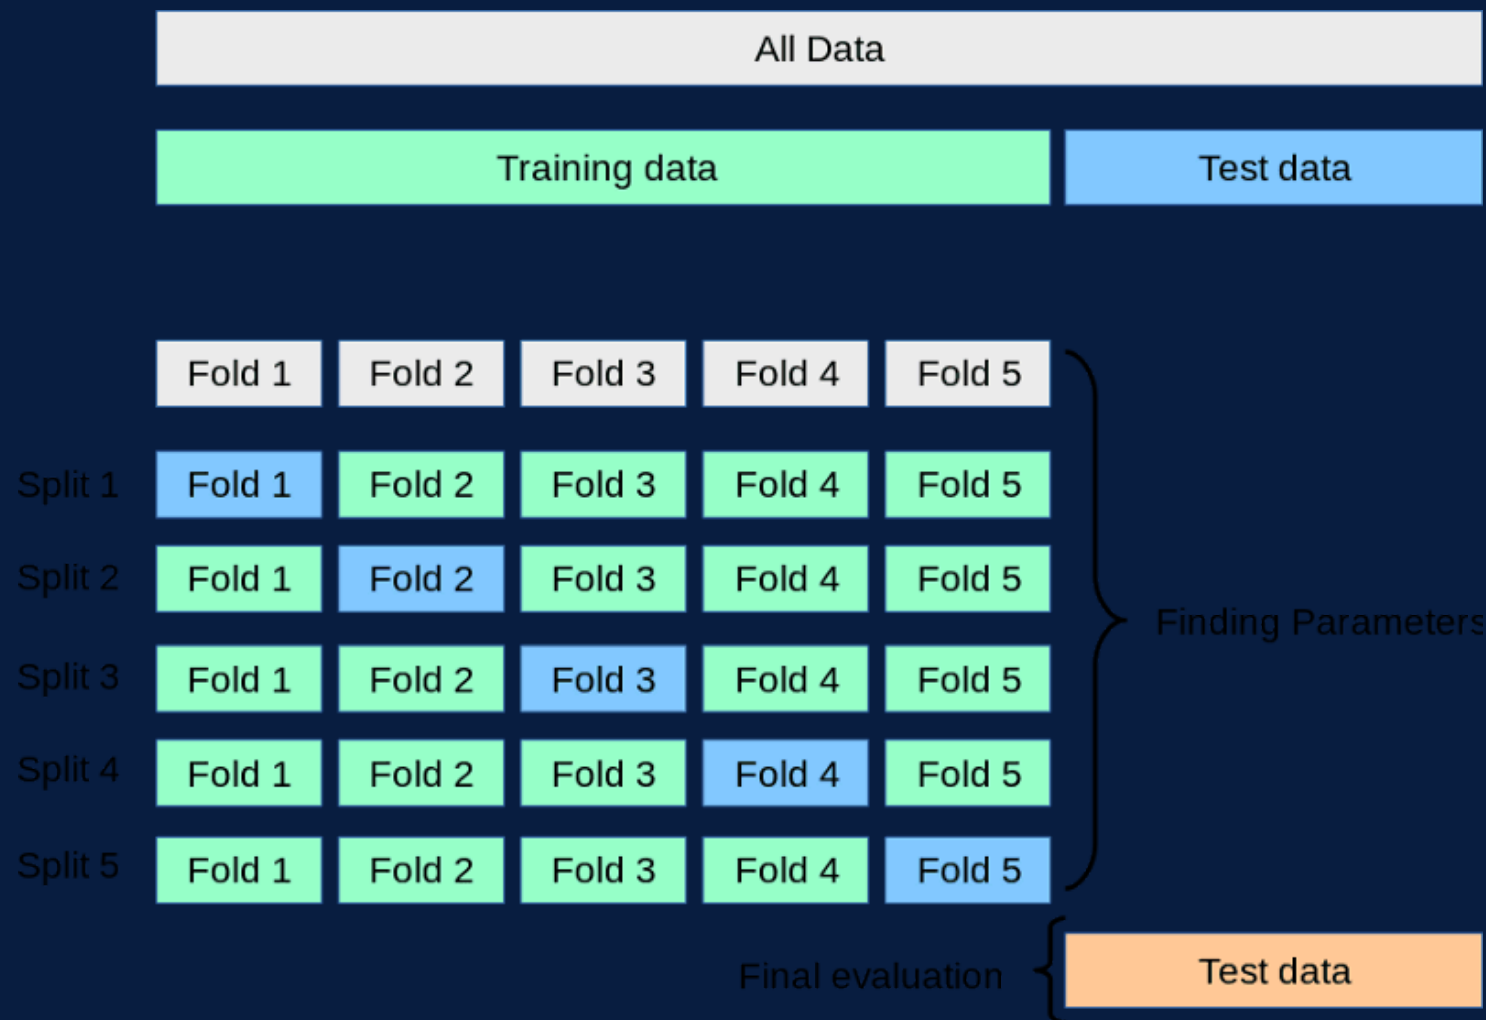 All Data
Training data Test data
Fold 1 Fold 2 Fold 3 Fold 4 Fold 5
Split 1 Fold 1 Fold 2 Fold 3 Fold 4 Fold 5
Split 2 Fold 1 Fold 2 Fold 3 Fold 4 Fold 5
Finding Parameters
Split 3 Fold 1 Fold 2 Fold 3 Fold 4 Fold 5
Split 4 Fold 1 Fold 2 Fold 3 Fold 4 Fold 5
Split 5 Fold 1 Fold 2 Fold 3 Fold 4 Fold 5
Final evaluation Test data